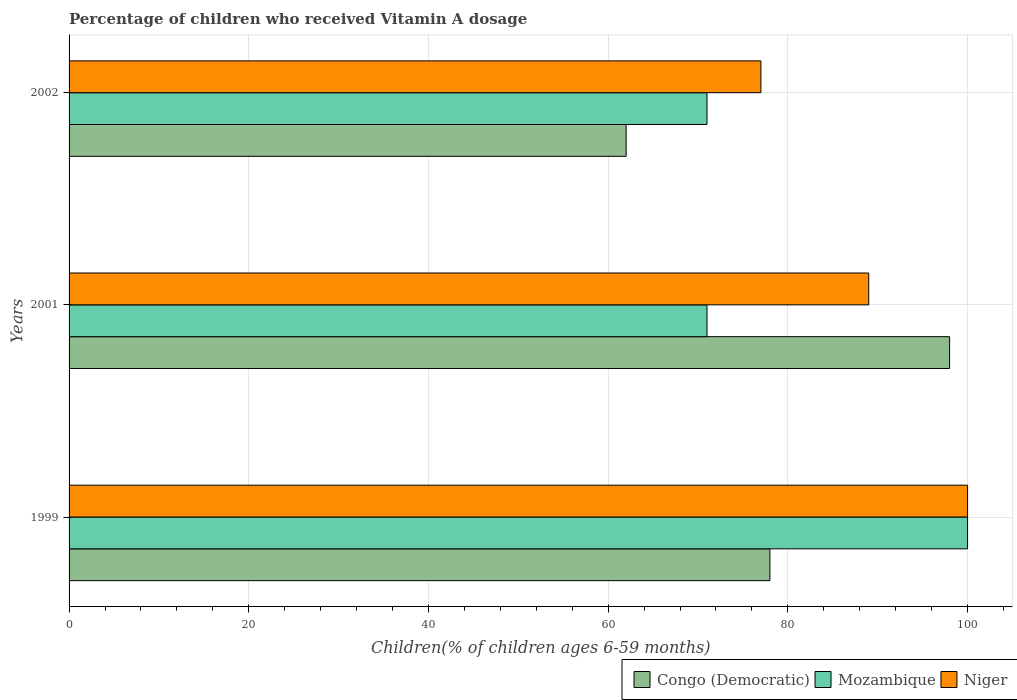 Percentage of children who received Vitamin A dosage
2002
2001
1999
Years
0
20
40
60
80
100
Children(% of children ages 6-59 months)
Congo (Democratic)
Mozambique
Niger